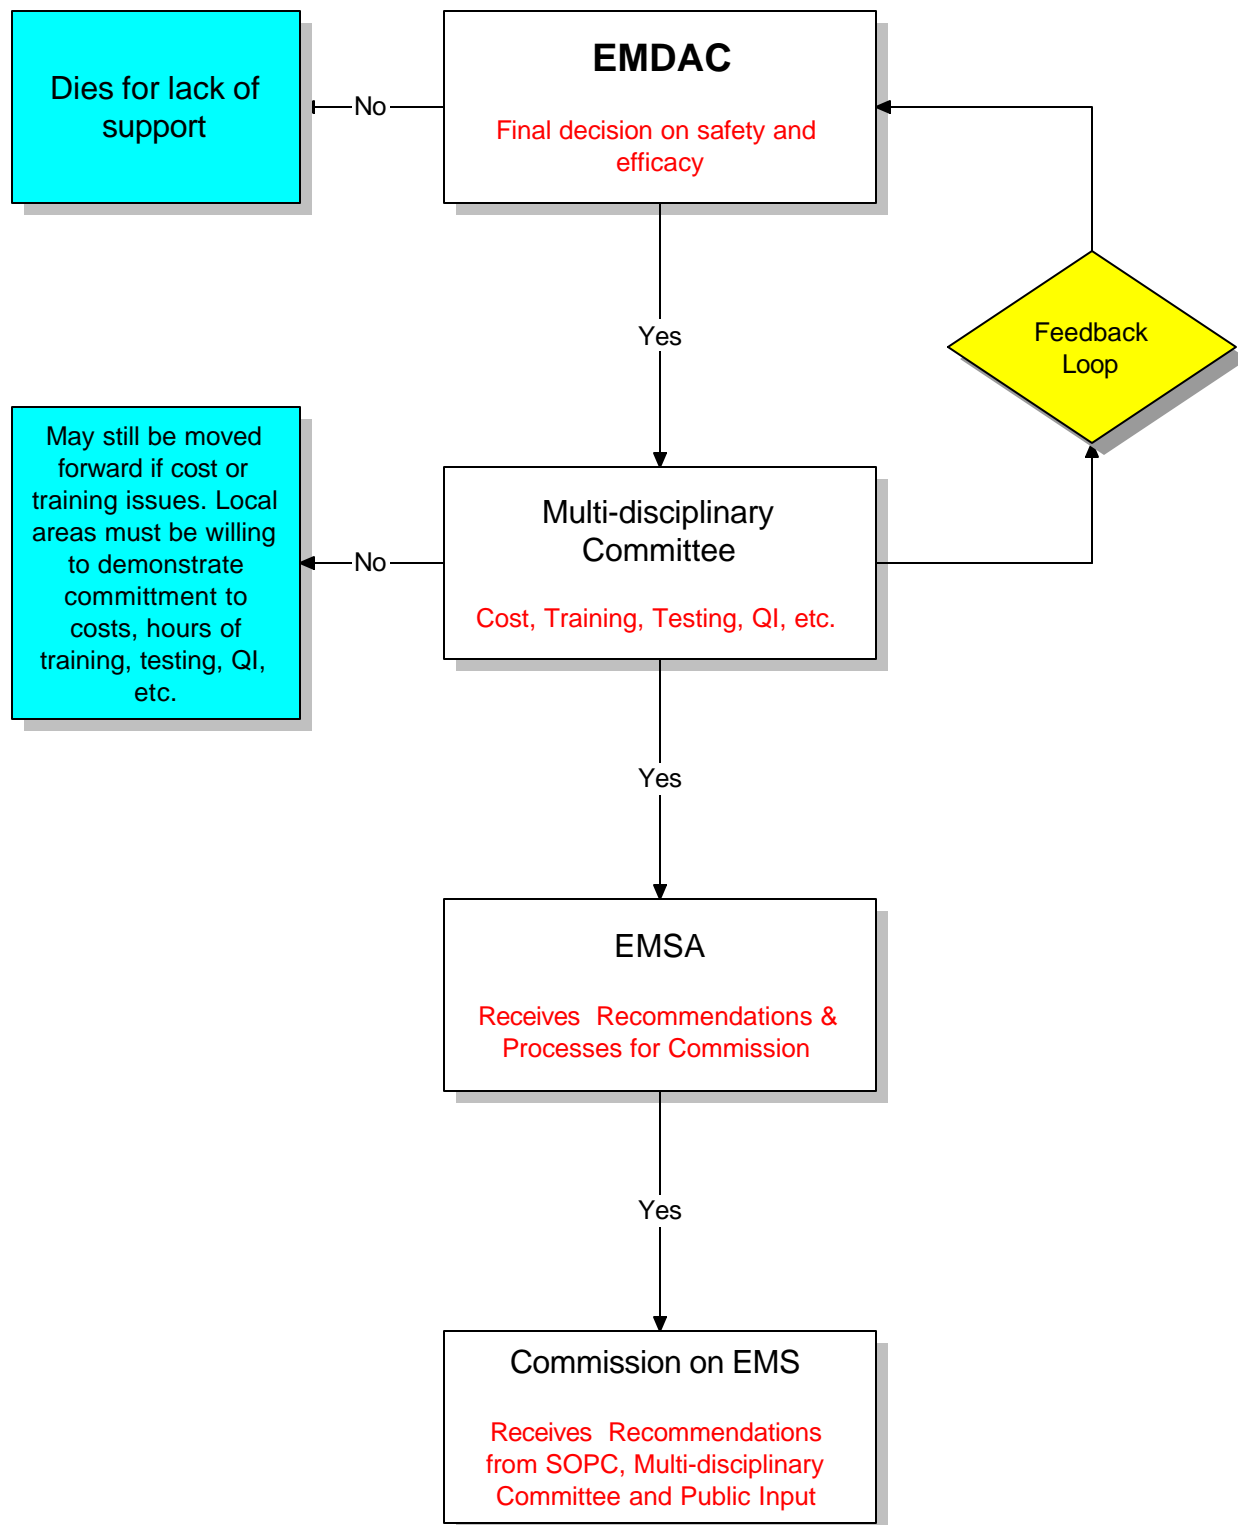 EMDAC
Final decision on safety and
efficacy
Dies for lack of
support
No
Yes
Feedback
Loop
May still be moved
forward if cost or
training issues. Local
areas must be willing
to demonstrate
committment to
costs, hours of
training, testing, QI,
etc.
No
Multi-disciplinary
Committee
Cost, Training, Testing, QI, etc.
Yes
EMSA
Receives Recommendations &
Processes for Commission
Yes
Commission on EMS
Receives Recommendations
from SOPC, Multi-disciplinary
Committee and Public Input